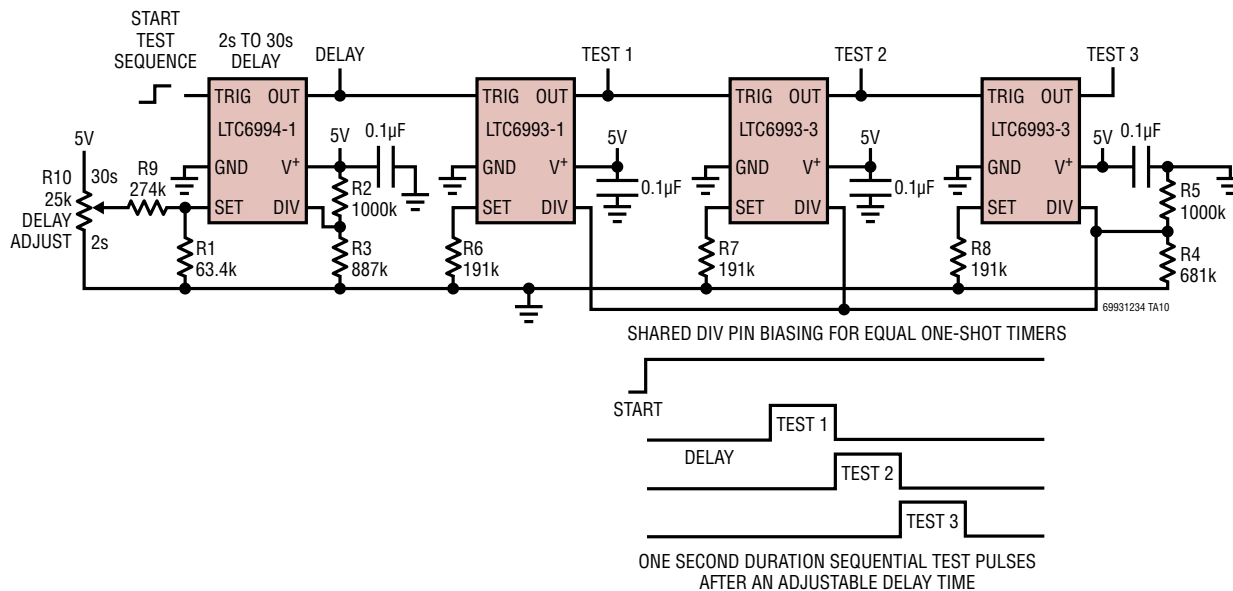 START
TEST
SEQUENCE
2s TO 30s
DELAY
DELAY
TEST 1
TEST 2
TEST 3
TRIG OUT
LTC6994-1
GND V+
SET DIV
TRIG OUT
LTC6993-1
GND V+
SET DIV
TRIG OUT
LTC6993-3
GND V+
SET DIV
TRIG OUT
LTC6993-3
GND V+
SET DIV
5V
R10
25k
DELAY
ADJUST
30s
2s
R9
274k
R1
63.4k
5V
0.1µF
R2
1000k
R3
887k
R6
191k
5V
0.1µF
R7
191k
5V
0.1µF
R8
191k
5V
0.1µF
R5
1000k
R4
681k
69931234 TA10
SHARED DIV PIN BIASING FOR EQUAL ONE-SHOT TIMERS
START
TEST 1
DELAY
TEST 2
TEST 3
ONE SECOND DURATION SEQUENTIAL TEST PULSES
AFTER AN ADJUSTABLE DELAY TIME